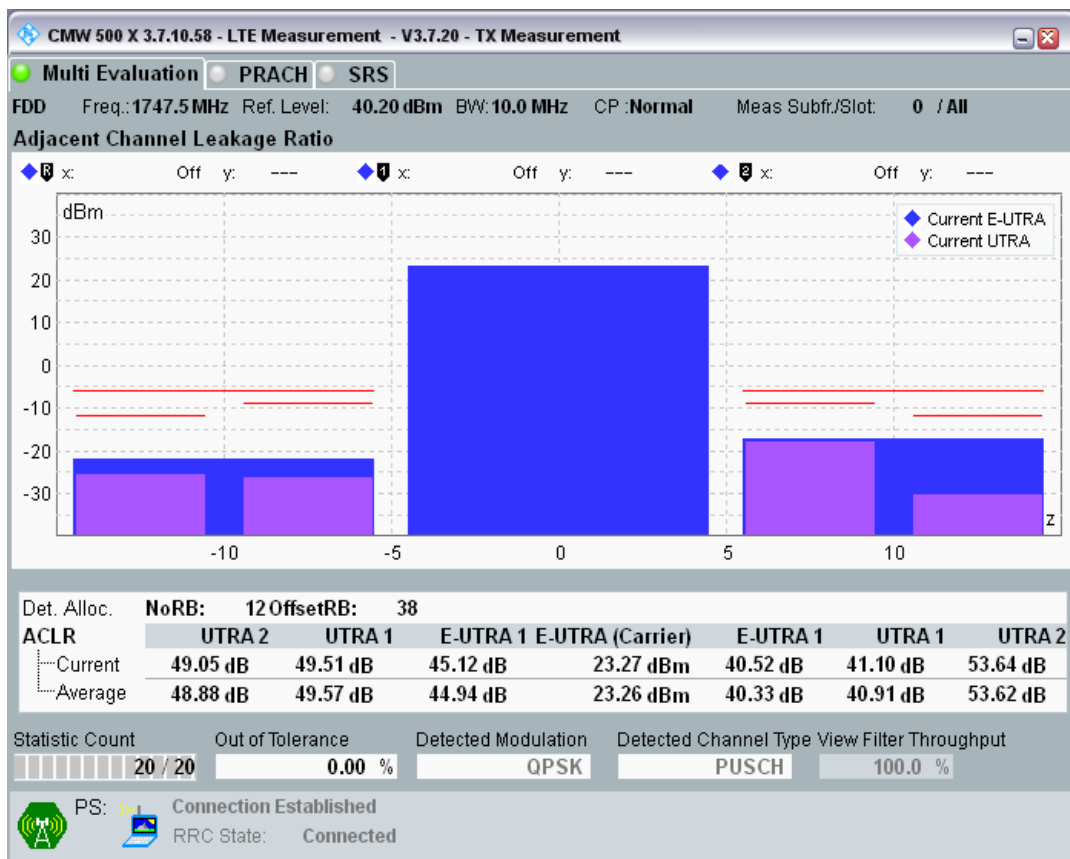 CMW 500 X 3.7.10.58 - LTE Measurement - V3.7.20 - TX Measurement
Multi Evaluation PRACH SRS
FDD Freq.:1747.5 MHz Ref. Level: 40.20 dBm BW:10.0 MHz CP :Normal Meas Subfr./Slot: 0 / All
Adjacent Channel Leakage Ratio
R x: Off y: --- 1 x: Off y: --- 2 x: Off y: ---
dBm
Current E-UTRA
Current UTRA
30
20
10
0
-10
-20
-30
z
-10 -5 0 5 10
Det. Alloc. NoRB: 12 OffsetRB: 38
ACLR UTRA 2 UTRA 1 E-UTRA 1 E-UTRA (Carrier) E-UTRA 1 UTRA 1 UTRA 2
Current 49.05 dB 49.51 dB 45.12 dB 23.27 dBm 40.52 dB 41.10 dB 53.64 dB
Average 48.88 dB 49.57 dB 44.94 dB 23.26 dBm 40.33 dB 40.91 dB 53.62 dB
Statistic Count Out of Tolerance Detected Modulation Detected Channel Type View Filter Throughput
20 / 20 0.00 % QPSK PUSCH 100.0 %
PS: Connection Established
RRC State: Connected